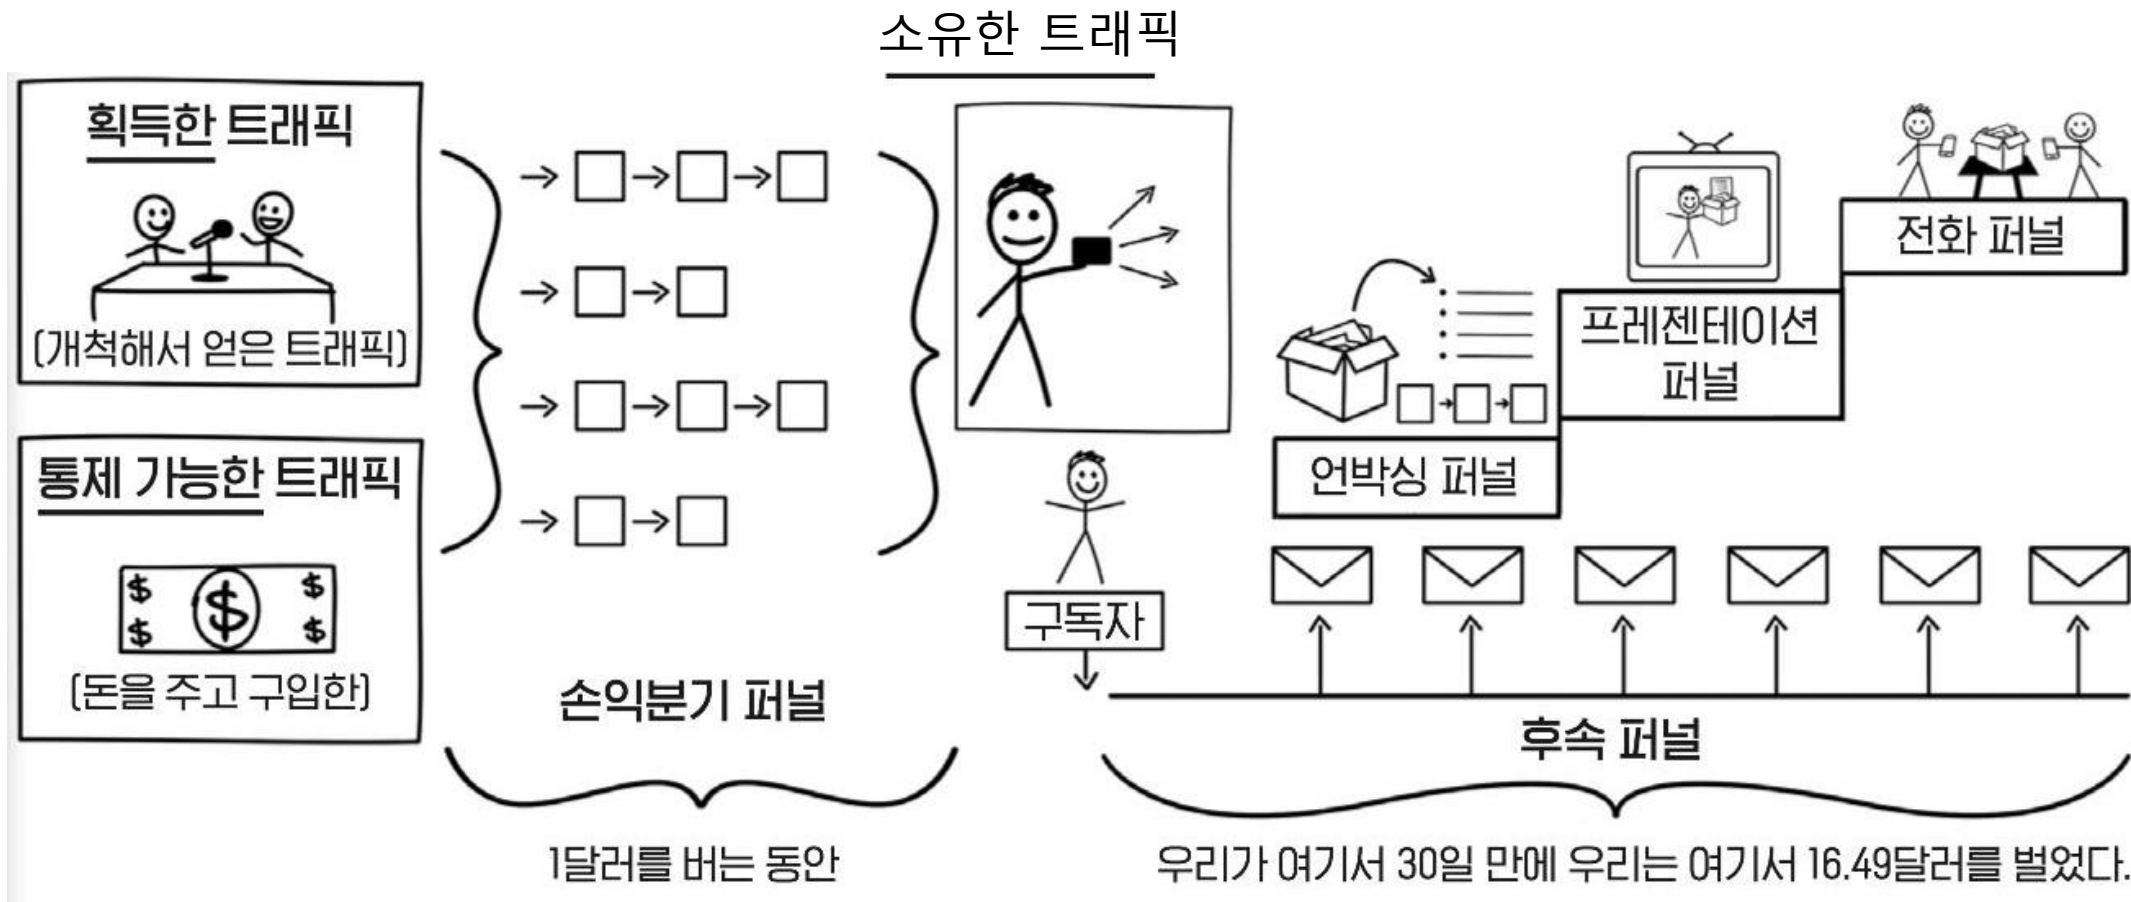 소유한 트래픽
획득한 트래픽
(개척해서 얻은 트래픽)
통제 가능한 트래픽
$ $ $
$ $
(돈을 주고 구입한)
손익분기 퍼널
1달러를 버는 동안
구독자
언박싱 퍼널
프레젠테이션
퍼널
전화 퍼널
후속 퍼널
우리가 여기서 30일 만에 우리는 여기서 16.49달러를 벌었다.